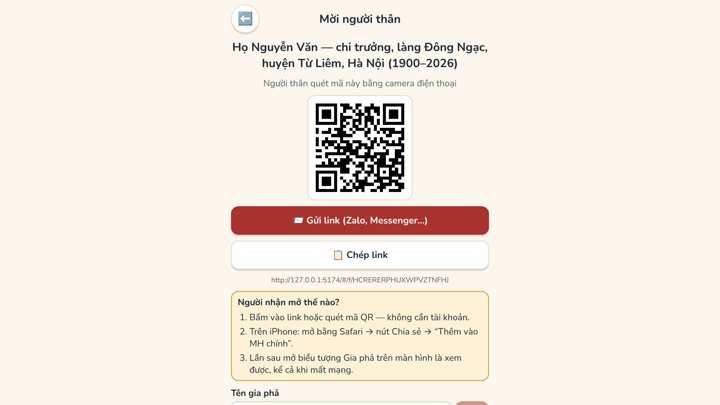 Mời người thân
Họ Nguyễn Văn — chi trưởng, làng Đông Ngạc,
huyện Từ Liêm, Hà Nội (1900–2026)
Người thân quét mã này bằng camera điện thoại
Gửi link (Zalo, Messenger...)
Chép link
http://127.0.0.1:5174/#/f/HCRERERPHUXWPVZTNFHJ
Người nhận mở thế nào?
1. Bấm vào link hoặc quét mã QR — không cần tài khoản.
2. Trên iPhone: mở bằng Safari → nút Chia sẻ → “Thêm vào
MH chính”.
3. Lần sau mở biểu tượng Gia phả trên màn hình là xem
được, kể cả khi mất mạng.
Tên gia phả